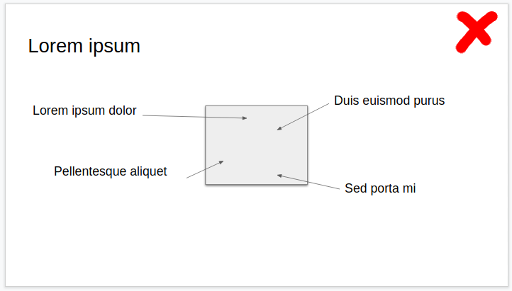 Lorem ipsum
Lorem ipsum dolor
Duis euismod purus
Pellentesque aliquet
Sed porta mi